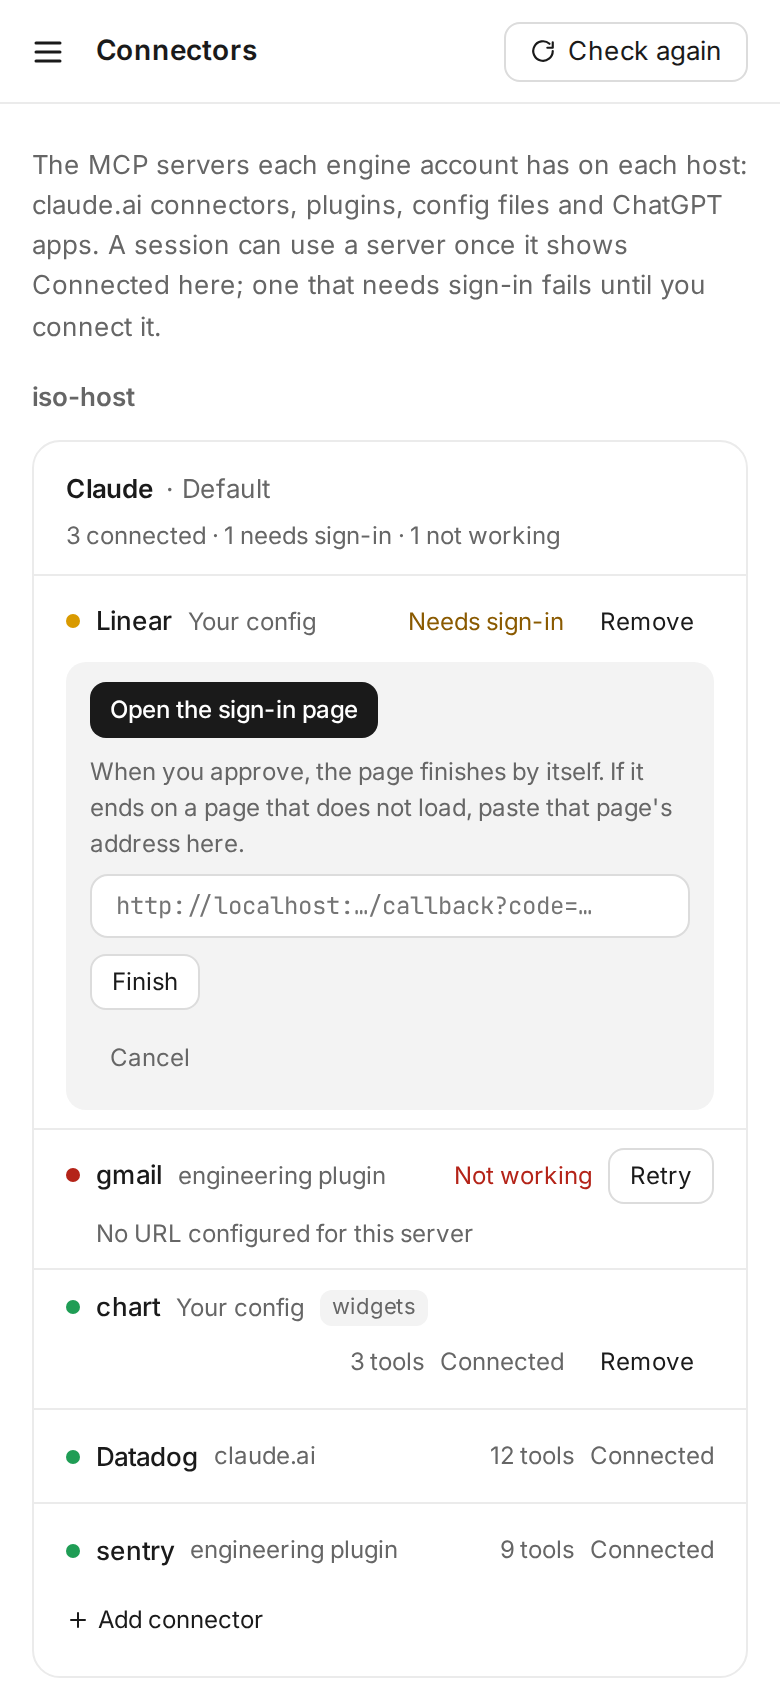 Connectors
Check again
The MCP servers each engine account has on each host:
claude.ai connectors, plugins, config files and ChatGPT
apps. A session can use a server once it shows
Connected here; one that needs sign-in fails until you
connect it.
iso-host
Claude · Default
3 connected · 1 needs sign-in · 1 not working
Linear Your config Needs sign-in Remove
Open the sign-in page
When you approve, the page finishes by itself. If it
ends on a page that does not load, paste that page's
address here.
http://localhost:…/callback?code=…
Finish
Cancel
gmail engineering plugin Not working Retry
No URL configured for this server
chart Your config widgets
3 tools Connected Remove
Datadog claude.ai 12 tools Connected
sentry engineering plugin 9 tools Connected
+ Add connector